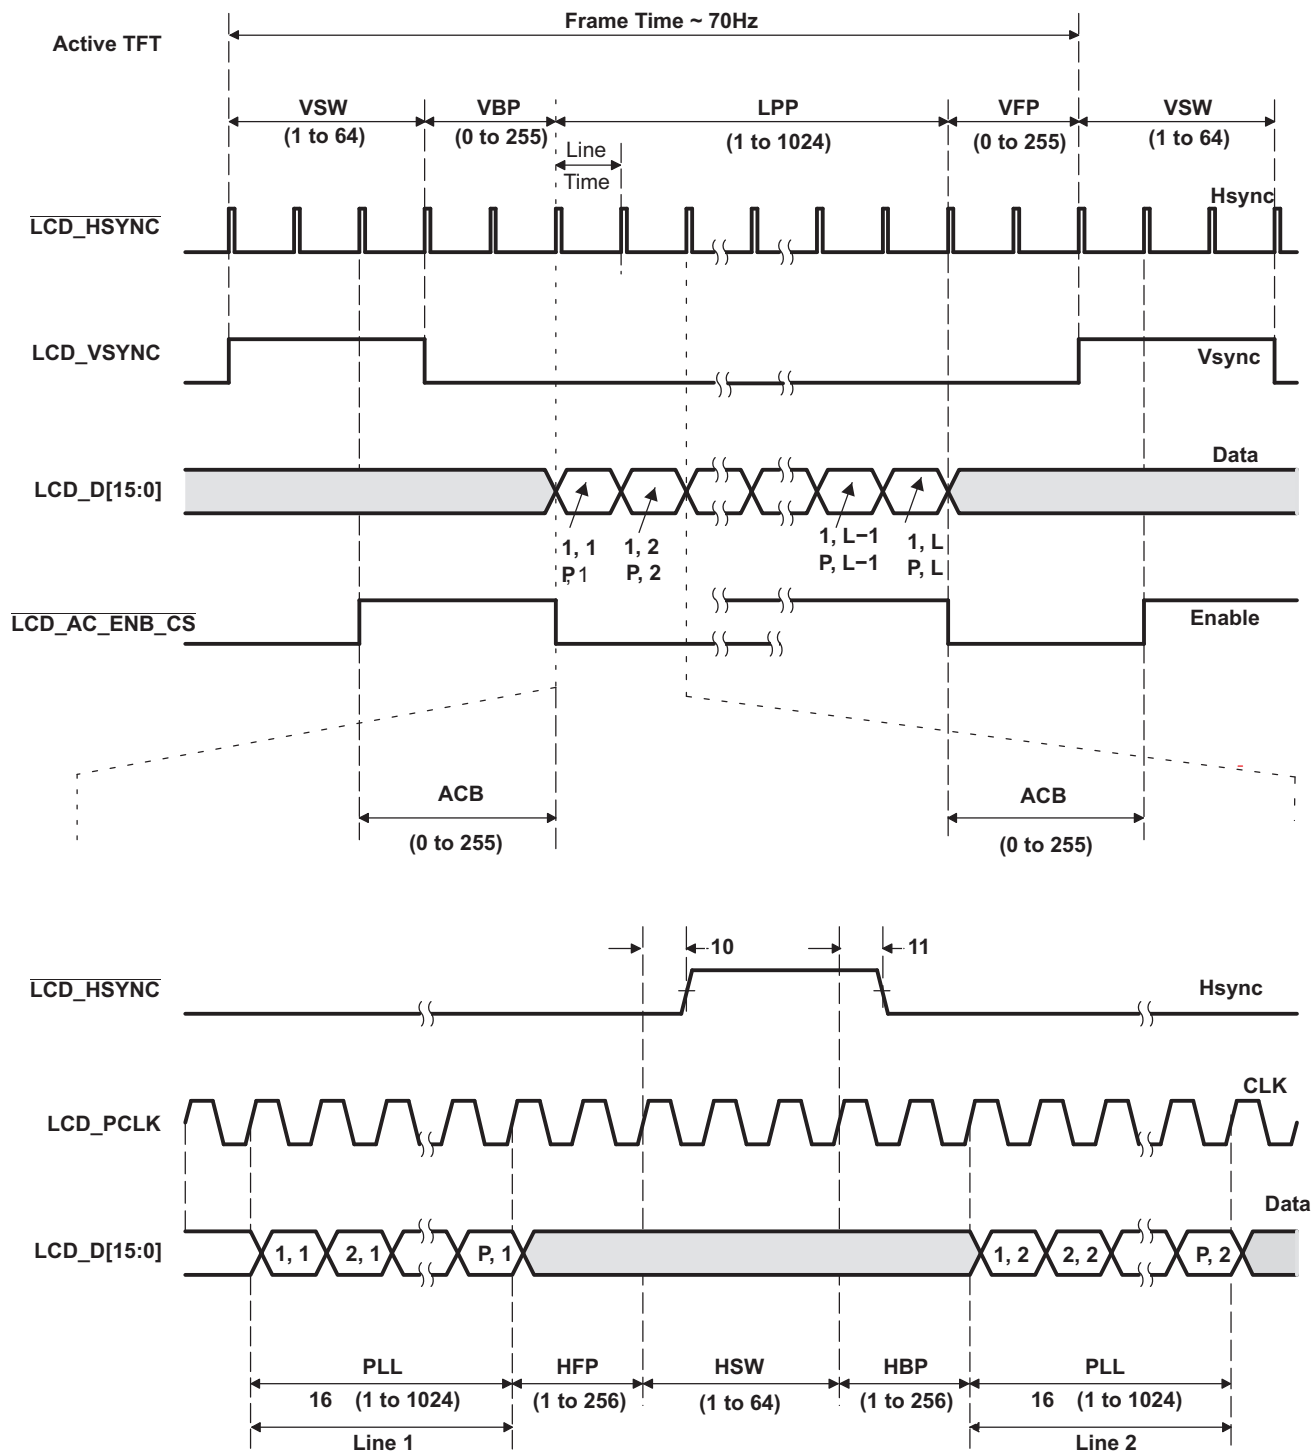 Frame Time ~ 70Hz
Active TFT
VSW VBP LPP VFP VSW
(1 to 64) (0 to 255) (1 to 1024) (0 to 255) (1 to 64)
Line
Time
Hsync
LCD_HSYNC
LCD_VSYNC
Vsync
Data
LCD_D[15:0]
1, 1 1, 2 1, L−1 1, L
P, 1 P, 2 P, L−1 P, L
LCD_AC_ENB_CS
Enable
ACB ACB
(0 to 255) (0 to 255)
10 11
LCD_HSYNC
Hsync
CLK
LCD_PCLK
Data
LCD_D[15:0]
1, 1 2, 1 P, 1 1, 2 2, 2 P, 2
PLL HFP HSW HBP PLL
16 (1 to 1024) (1 to 256) (1 to 64) (1 to 256) 16 (1 to 1024)
Line 1 Line 2